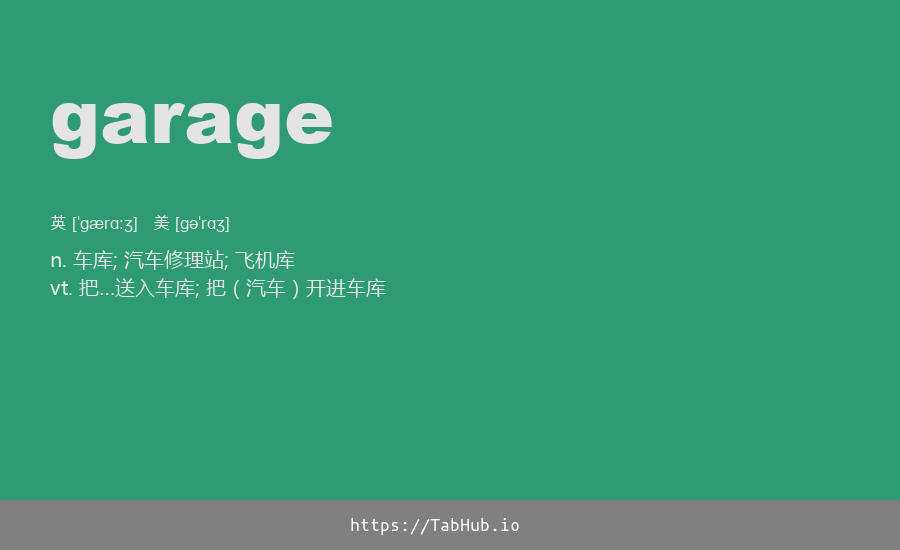 garage
英 [ˈɡærɑːʒ] 美 [ɡəˈrɑʒ]
n. 车库; 汽车修理站; 飞机库
vt. 把...送入车库; 把（汽车）开进车库
https://TabHub.io